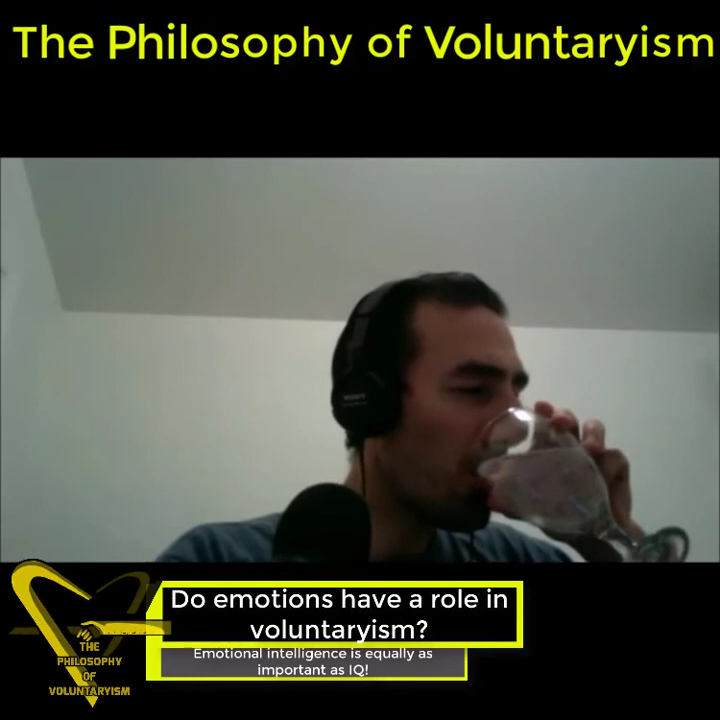 The Philosophy of Voluntaryism
SONY
Do emotions have a role in
voluntaryism?
Emotional intelligence is equally as
important as IQ!
THE
PHILOSOPHY
OF
VOLUNTARYISM